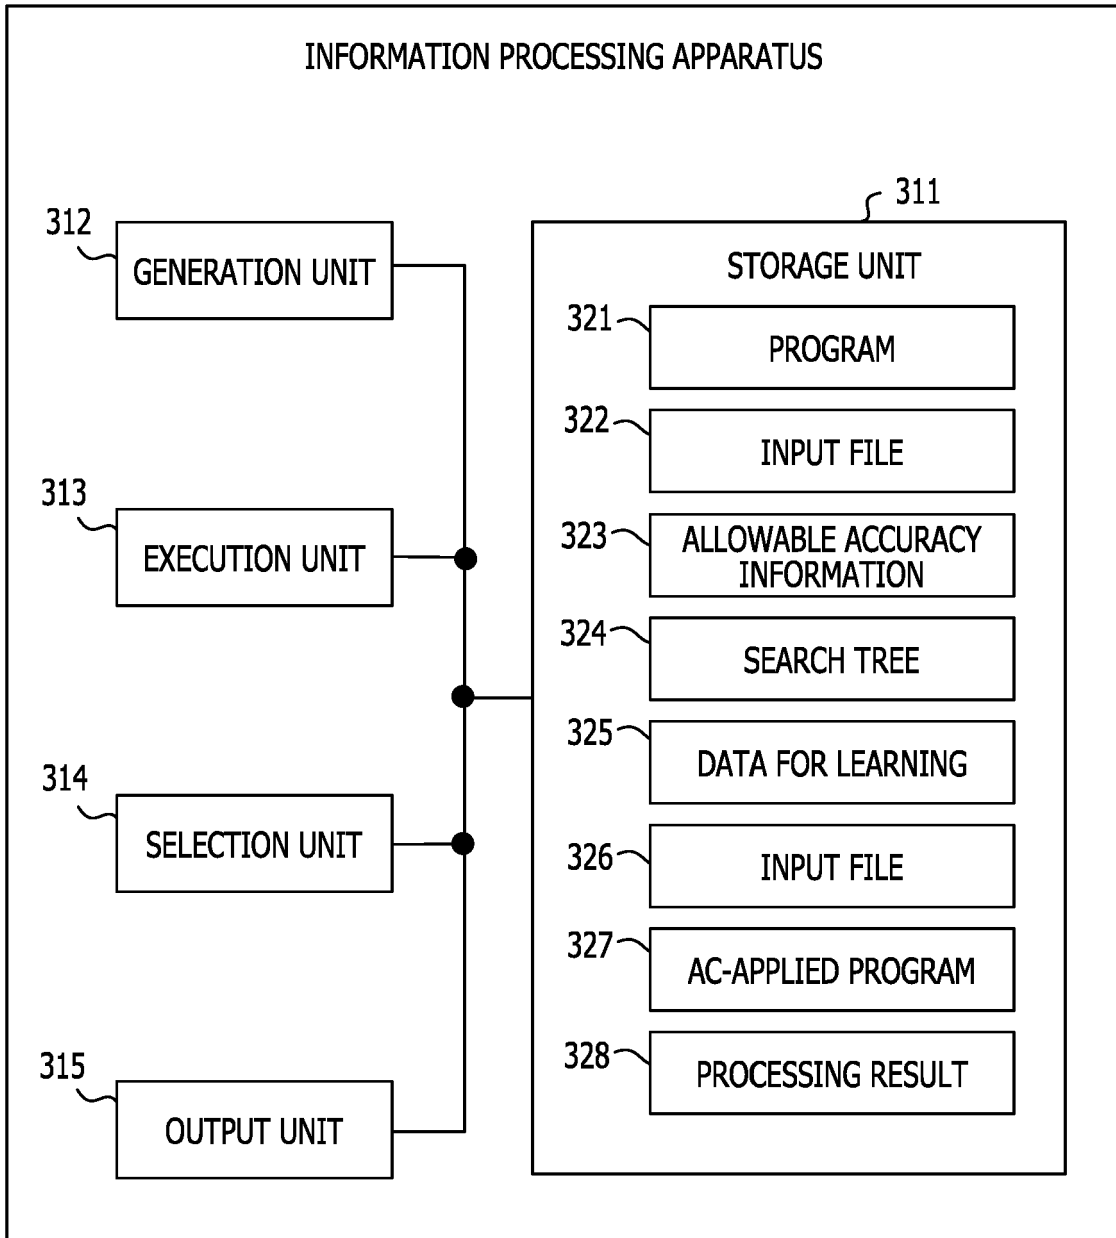 INFORMATION PROCESSING APPARATUS
312
GENERATION UNIT
313
EXECUTION UNIT
314
SELECTION UNIT
315
OUTPUT UNIT
311
STORAGE UNIT
321
PROGRAM
322
INPUT FILE
323
ALLOWABLE ACCURACY
INFORMATION
324
SEARCH TREE
325
DATA FOR LEARNING
326
INPUT FILE
327
AC-APPLIED PROGRAM
328
PROCESSING RESULT